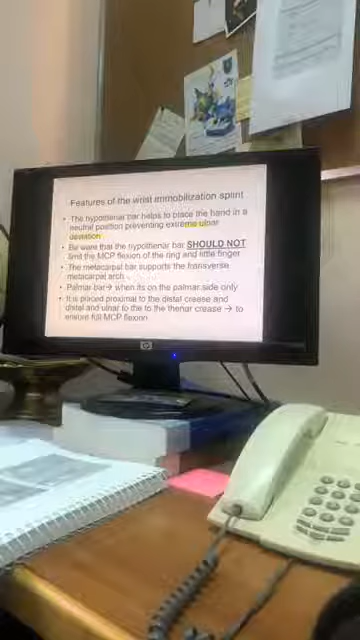 Features of the wrist immobilization splint
• The hypothenar bar helps to place the hand in a
neutral position preventing extreme ulnar
deviation
• Be sure that the hypothenar bar SHOULD NOT
limit the MCP flexion of the ring and little finger
• The metacarpal bar supports the transverse
metacarpal arch
• Palmar bar→ when its on the palmar side only
• It is placed proximal to the distal crease and
distal and ulnar to the to the thenar crease → to
ensure full MCP flexion
hp